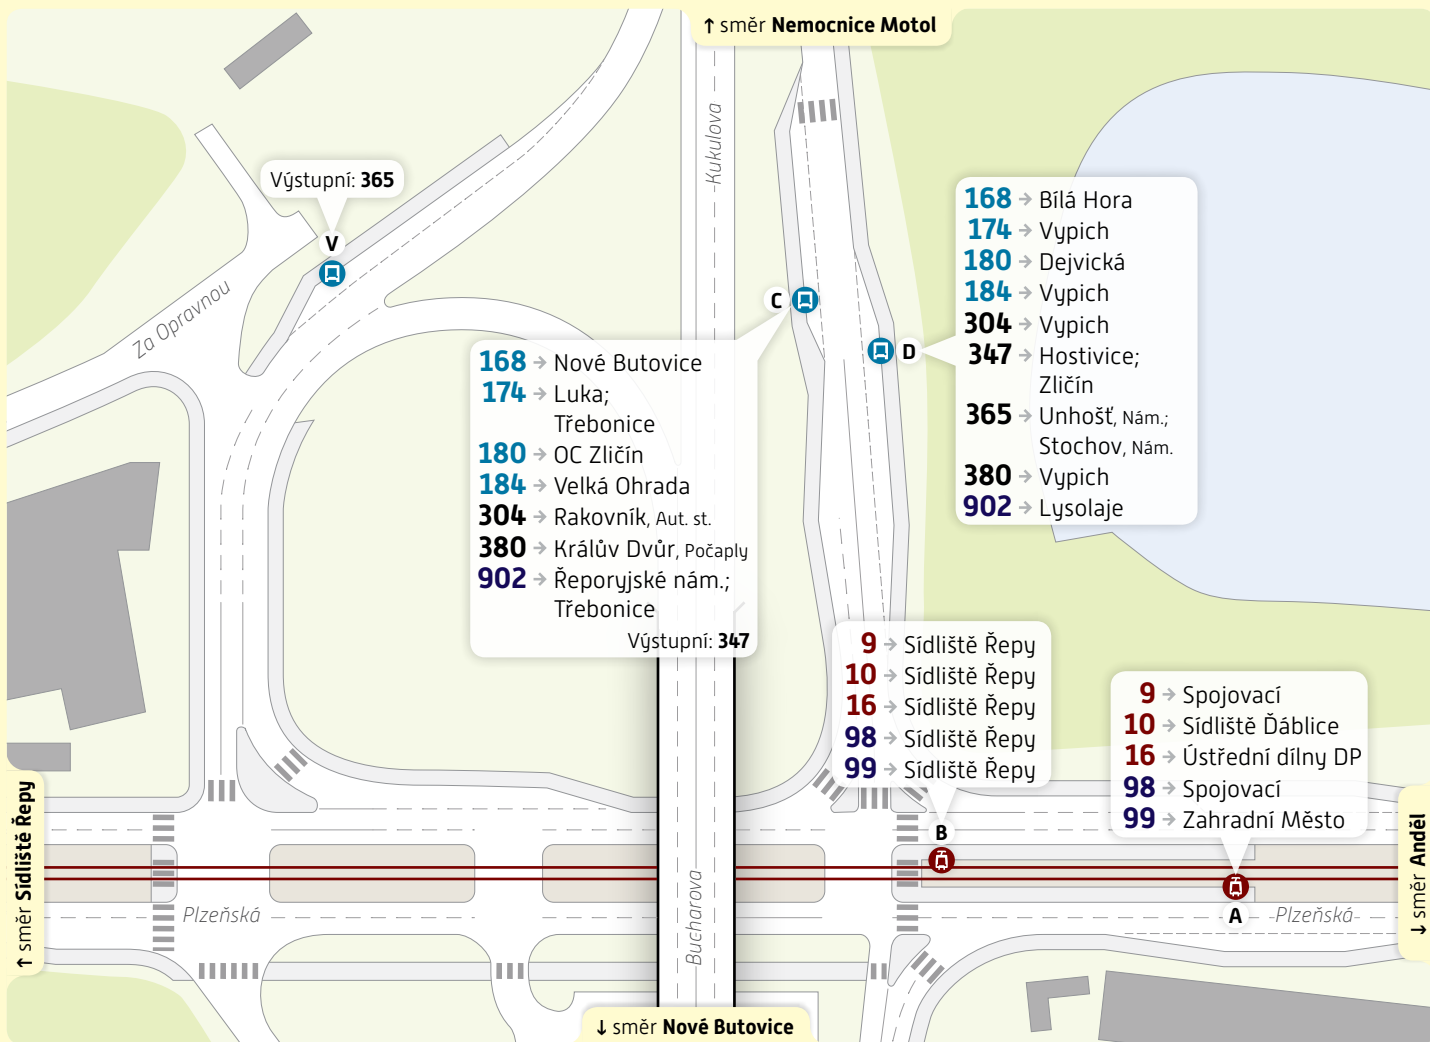 ↑ směr Nemocnice Motol
Kukulova
Výstupní: 365
V
Za Opravnou
C
168 → Nové Butovice
174 → Luka;
Třebonice
180 → OC Zličín
184 → Velká Ohrada
304 → Rakovník, Aut. st.
380 → Králův Dvůr, Počaply
902 → Řeporyjské nám.;
Třebonice
Výstupní: 347
D
168 → Bílá Hora
174 → Vypich
180 → Dejvická
184 → Vypich
304 → Vypich
347 → Hostivice;
Zličín
365 → Unhošť, Nám.;
Stochov, Nám.
380 → Vypich
902 → Lysolaje
9 → Sídliště Řepy
10 → Sídliště Řepy
16 → Sídliště Řepy
98 → Sídliště Řepy
99 → Sídliště Řepy
B
9 → Spojovací
10 → Sídliště Ďáblice
16 → Ústřední dílny DP
98 → Spojovací
99 → Zahradní Město
A
↑ směr Sídliště Řepy
Plzeňská
Bucharova
Plzeňská
↓ směr Anděl
↓ směr Nové Butovice